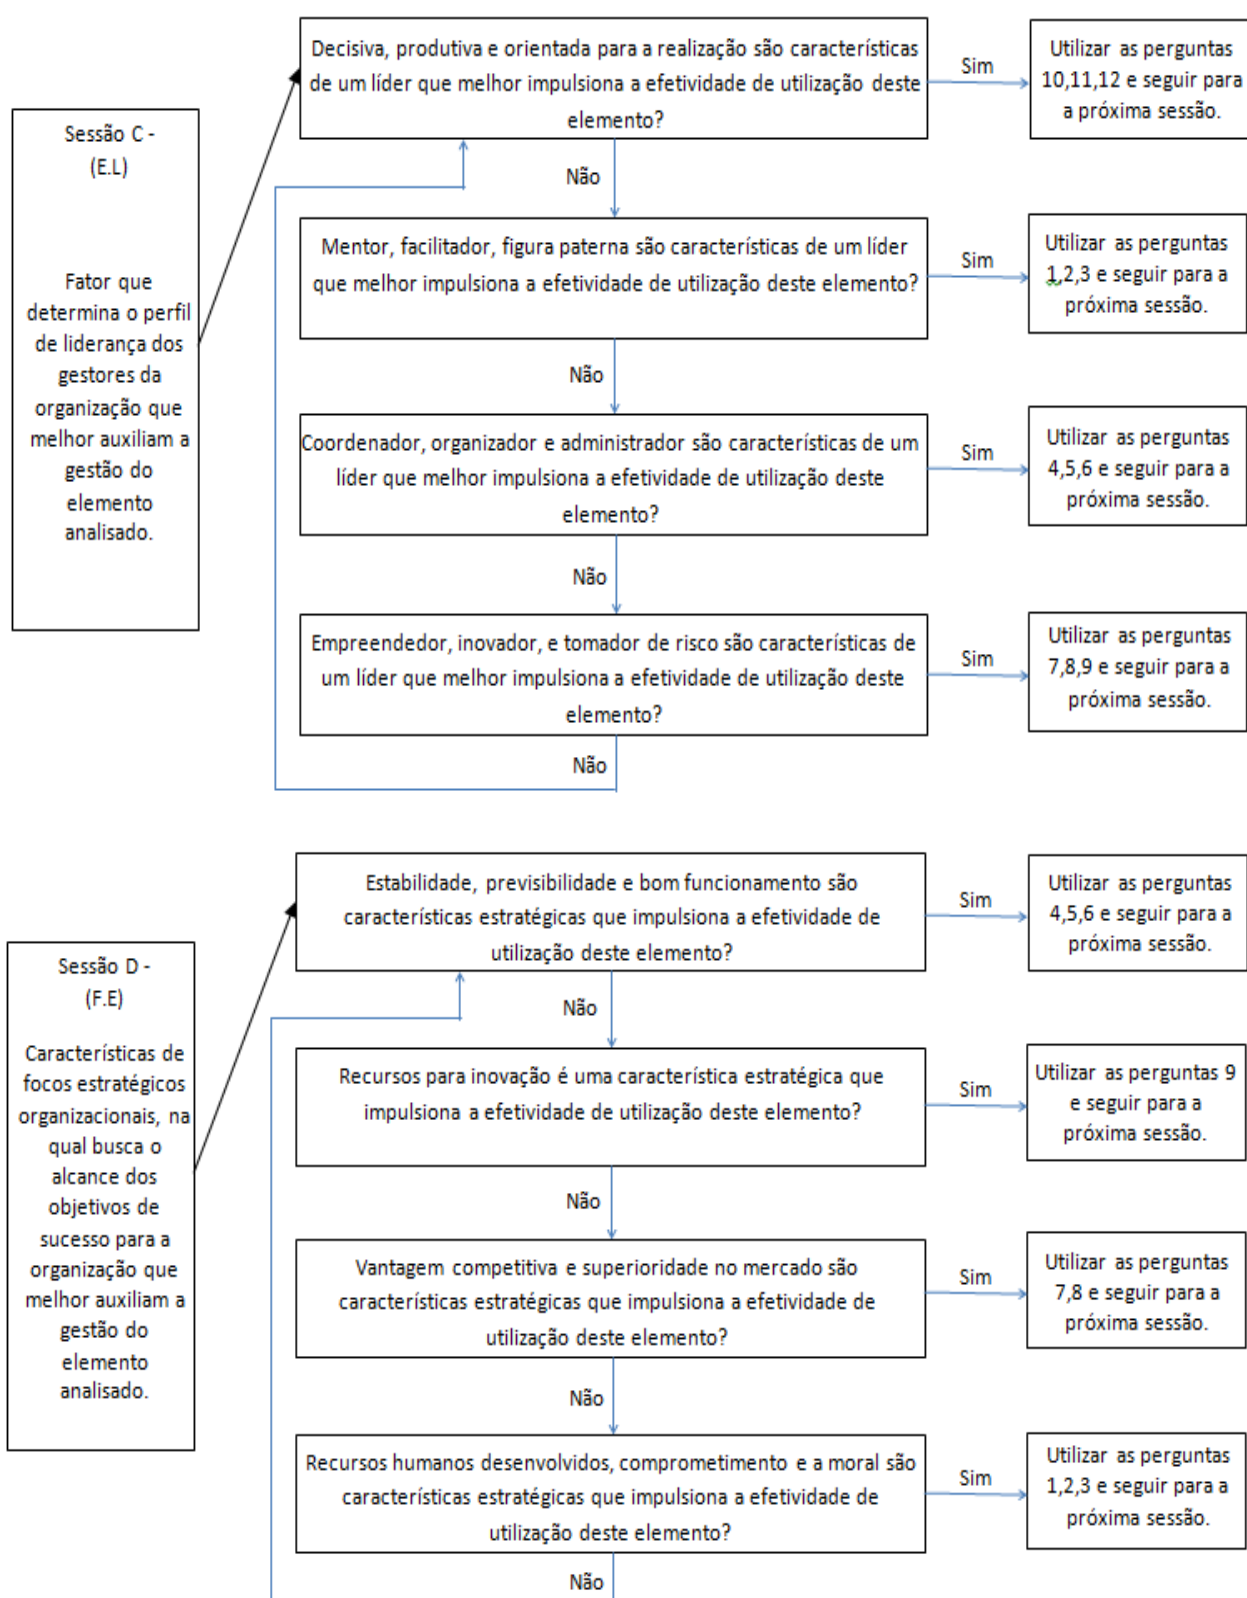 Sessão C -
(E.L)
Fator que
determina o perfil
de liderança dos
gestores da
organização que
melhor auxiliam a
gestão do
elemento
analisado.
Decisiva, produtiva e orientada para a realização são características
de um líder que melhor impulsiona a efetividade de utilização deste
elemento?
Sim
Utilizar as perguntas
10,11,12 e seguir para
a próxima sessão.
Não
Mentor, facilitador, figura paterna são características de um líder
que melhor impulsiona a efetividade de utilização deste elemento?
Sim
Utilizar as perguntas
1,2,3 e seguir para a
próxima sessão.
Não
Coordenador, organizador e administrador são características de um
líder que melhor impulsiona a efetividade de utilização deste
elemento?
Sim
Utilizar as perguntas
4,5,6 e seguir para a
próxima sessão.
Não
Empreendedor, inovador, e tomador de risco são características de
um líder que melhor impulsiona a efetividade de utilização deste
elemento?
Sim
Utilizar as perguntas
7,8,9 e seguir para a
próxima sessão.
Não
Sessão D -
(F.E)
Características de
focos estratégicos
organizacionais, na
qual busca o
alcance dos
objetivos de
sucesso para a
organização que
melhor auxiliam a
gestão do
elemento
analisado.
Estabilidade, previsibilidade e bom funcionamento são
características estratégicas que impulsiona a efetividade de
utilização deste elemento?
Sim
Utilizar as perguntas
4,5,6 e seguir para a
próxima sessão.
Não
Recursos para inovação é uma característica estratégica que
impulsiona a efetividade de utilização deste elemento?
Sim
Utilizar as perguntas 9
e seguir para a
próxima sessão.
Não
Vantagem competitiva e superioridade no mercado são
características estratégicas que impulsiona a efetividade de
utilização deste elemento?
Sim
Utilizar as perguntas
7,8 e seguir para a
próxima sessão.
Não
Recursos humanos desenvolvidos, comprometimento e a moral são
características estratégicas que impulsiona a efetividade de
utilização deste elemento?
Sim
Utilizar as perguntas
1,2,3 e seguir para a
próxima sessão.
Não